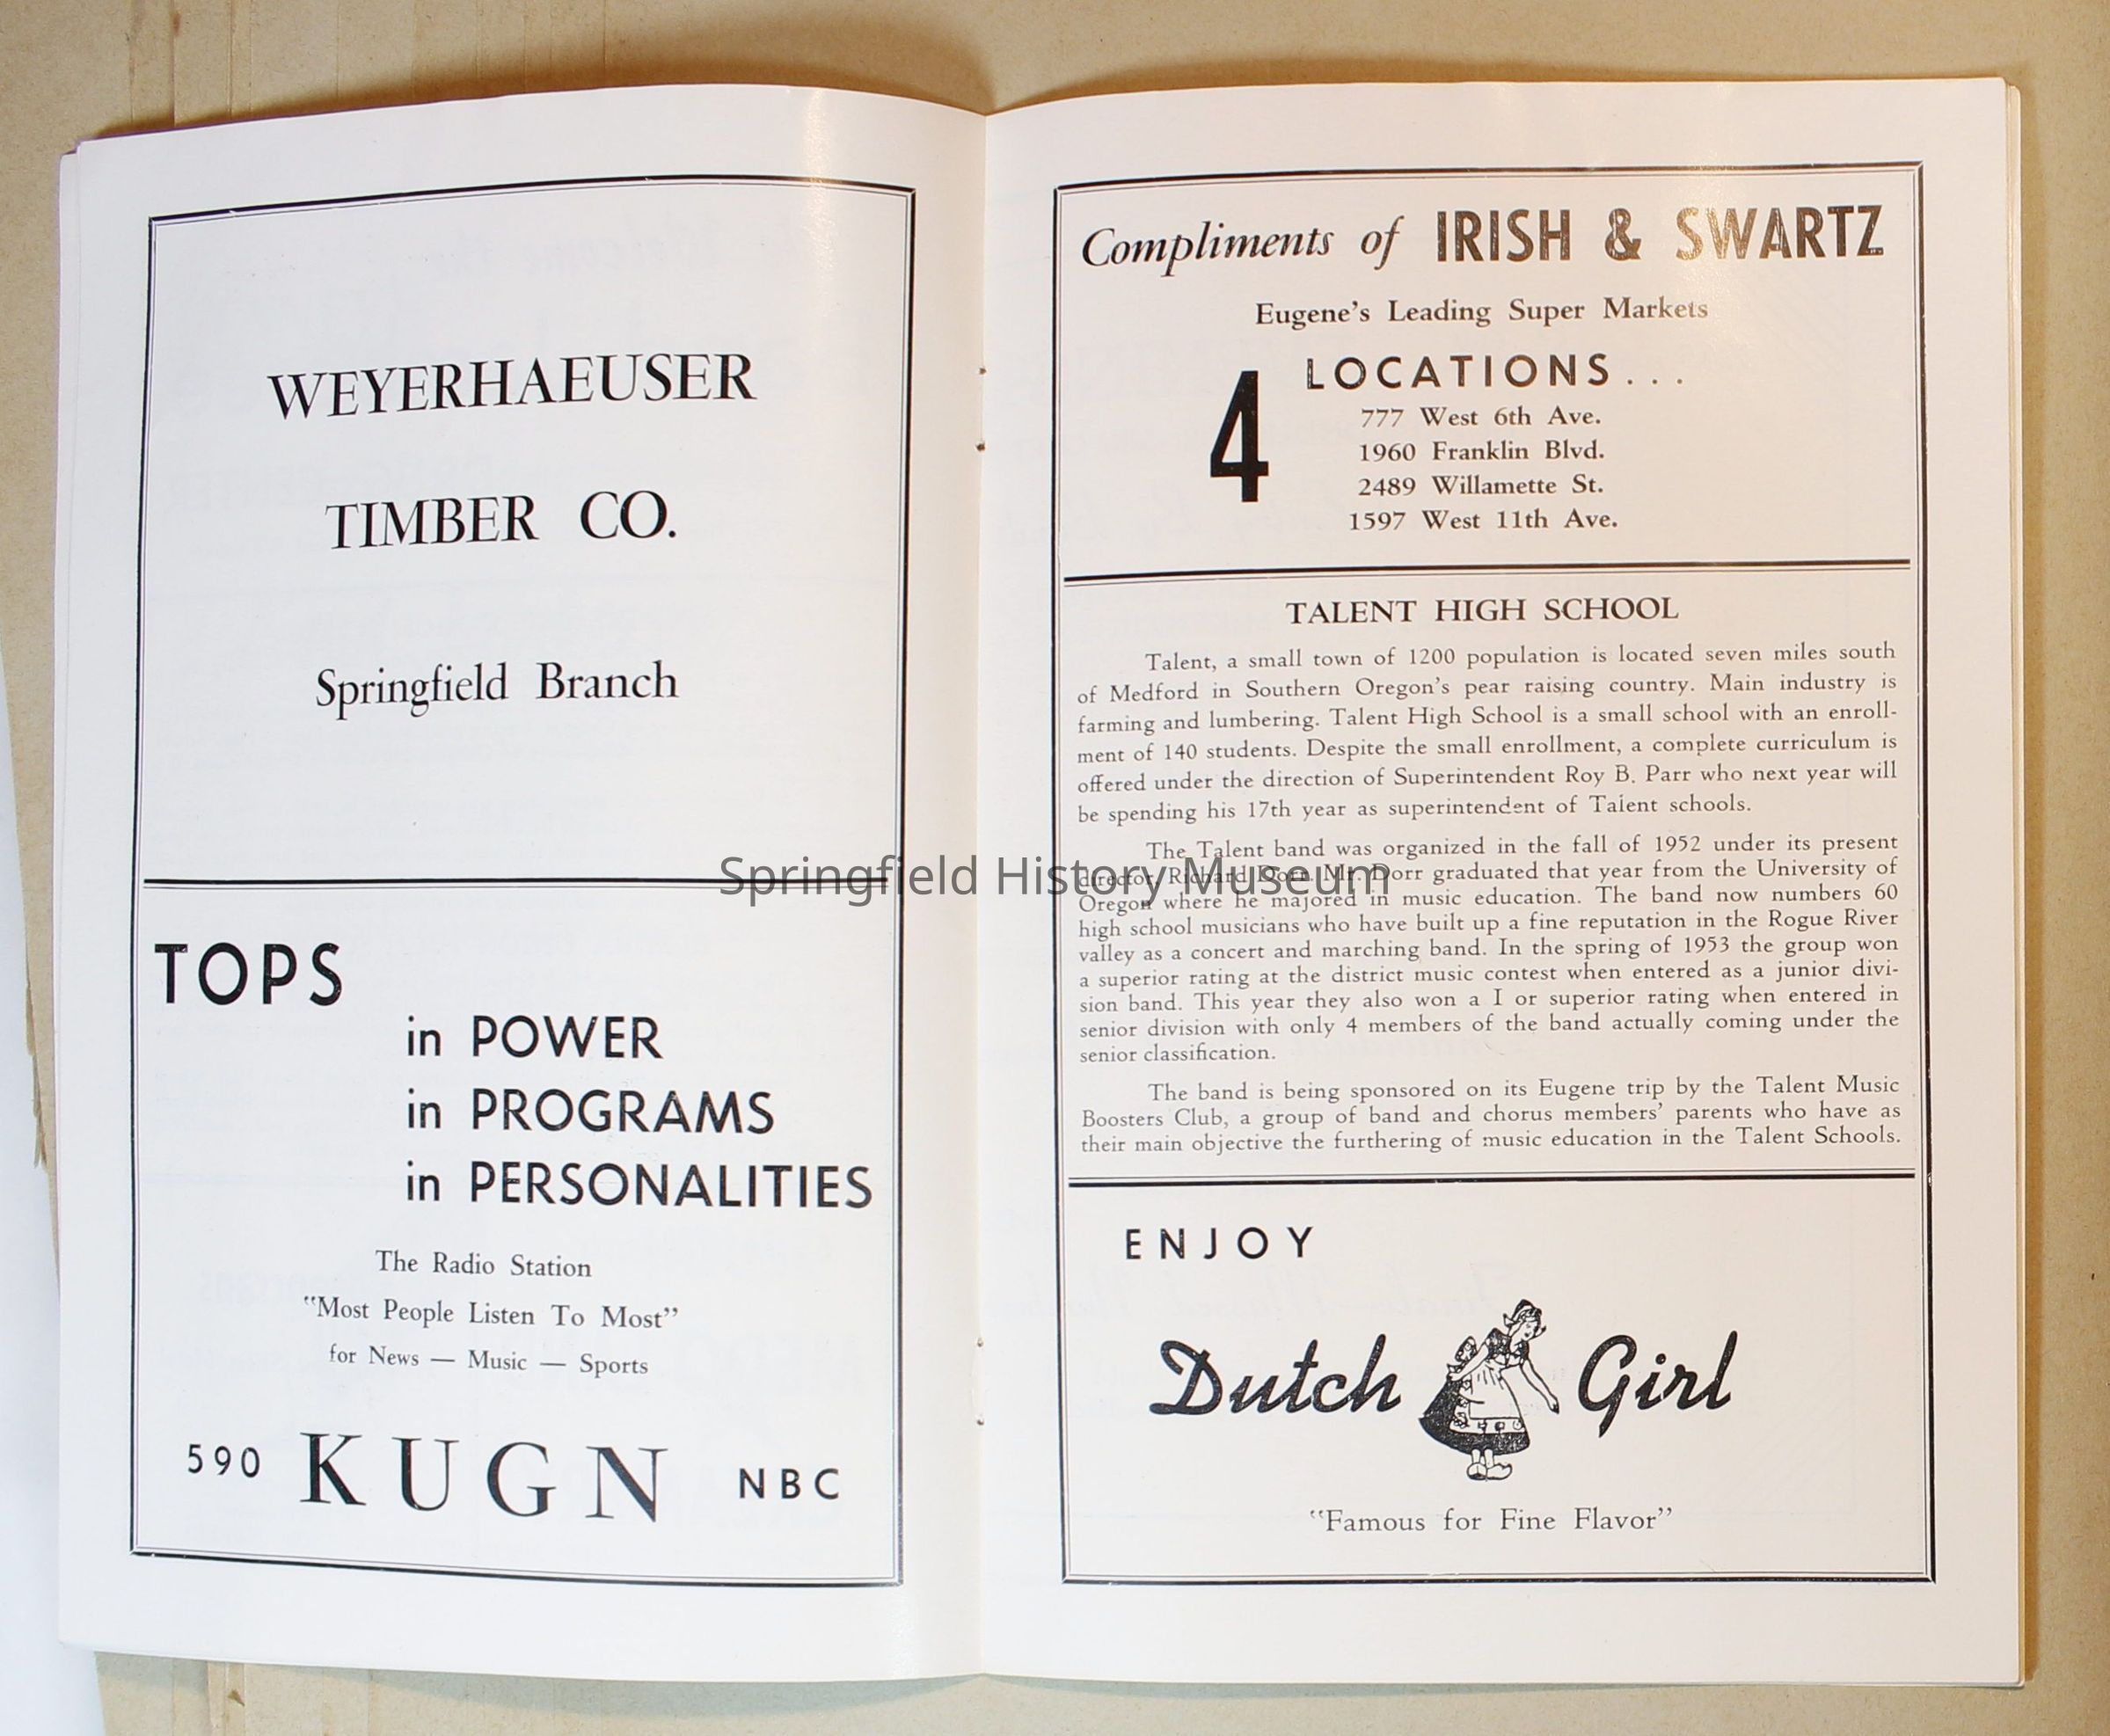 WEYERHAEUSER
TIMBER CO.
Springfield Branch
TOPS
in POWER
in PROGRAMS
in PERSONALITIES
The Radio Station
"Most People Listen To Most"
for News — Music — Sports
590 KUGN NBC
Compliments of IRISH & SWARTZ
Eugene's Leading Super Markets
4 LOCATIONS...
777 West 6th Ave.
1960 Franklin Blvd.
2489 Willamette St.
1597 West 11th Ave.
TALENT HIGH SCHOOL
Talent, a small town of 1200 population is located seven miles south
of Medford in Southern Oregon's pear raising country. Main industry is
farming and lumbering. Talent High School is a small school with an enroll-
ment of 140 students. Despite the small enrollment, a complete curriculum is
offered under the direction of Superintendent Roy B. Parr who next year will
be spending his 17th year as superintendent of Talent schools.
The Talent band was organized in the fall of 1952 under its present
director, Richard Dorr. Mr. Dorr graduated that year from the University of
Oregon where he majored in music education. The band now numbers 60
high school musicians who have built up a fine reputation in the Rogue River
valley as a concert and marching band. In the spring of 1953 the group won
a superior rating at the district music contest when entered as a junior divi-
sion band. This year they also won a I or superior rating when entered in
senior division with only 4 members of the band actually coming under the
senior classification.
The band is being sponsored on its Eugene trip by the Talent Music
Boosters Club, a group of band and chorus members' parents who have as
their main objective the furthering of music education in the Talent Schools.
ENJOY
Dutch Girl
"Famous for Fine Flavor"
Springfield History Museum